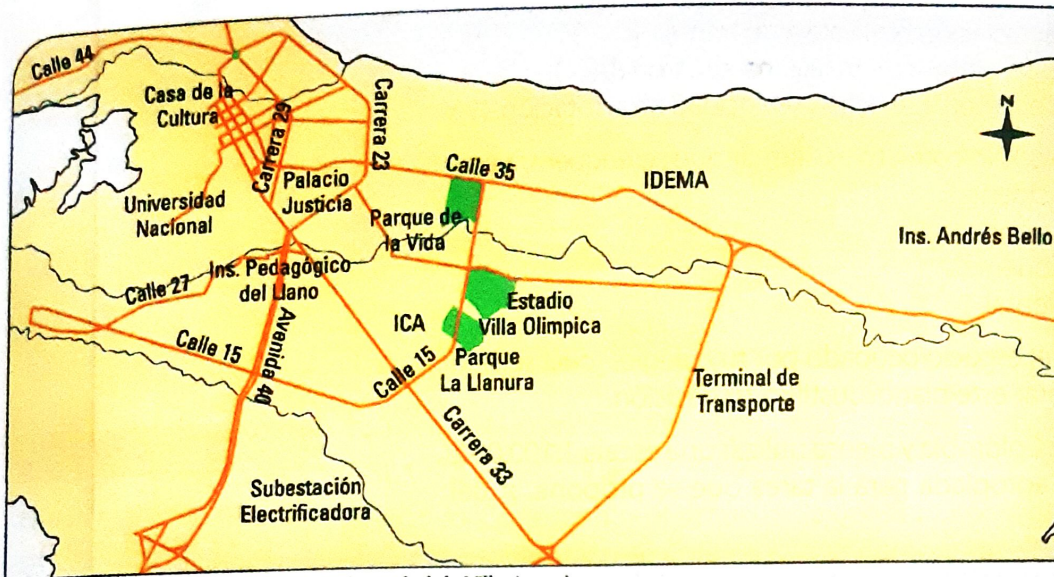 Calle 44
Casa de la
Cultura
Carrera 29
Carrera 23
N
Calle 35
IDEMA
Palacio
Justicia
Universidad
Nacional
Parque de
la Vida
Ins. Andrés Bello
Ins. Pedagógico
del Llano
Calle 27
Estadio
Villa Olimpica
ICA
Avenida 40
Calle 15
Calle 15
Parque
La Llanura
Terminal de
Transporte
Carrera 33
Subestación
Electrificadora